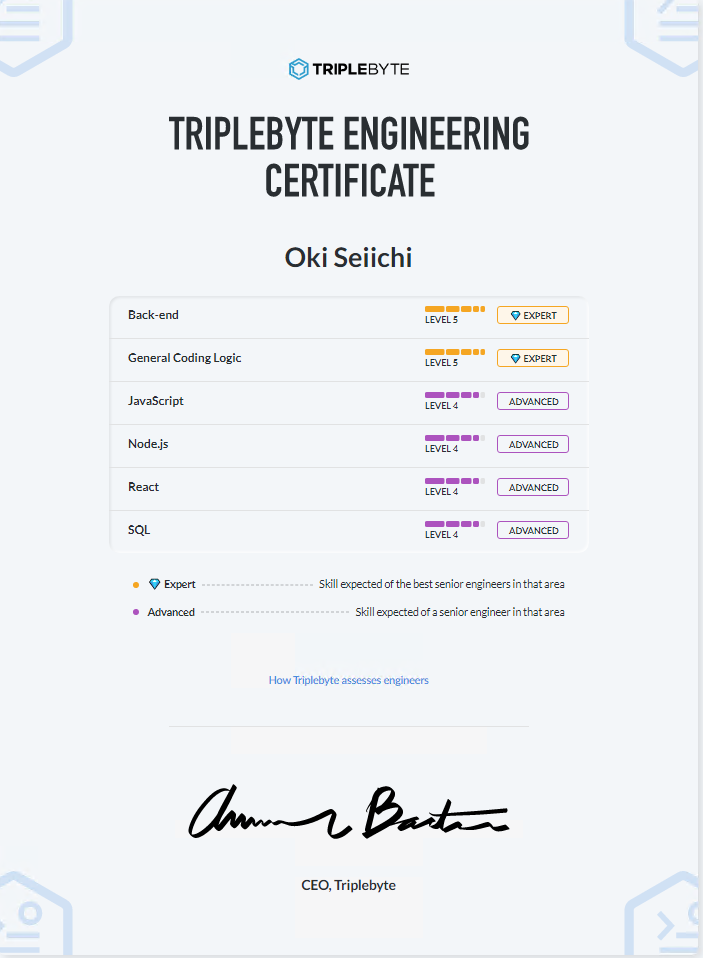 TRIPLEBYTE
TRIPLEBYTE ENGINEERING
CERTIFICATE
Oki Seiichi
Back-end
LEVEL 5
EXPERT
General Coding Logic
LEVEL 5
EXPERT
JavaScript
LEVEL 4
ADVANCED
Node.js
LEVEL 4
ADVANCED
React
LEVEL 4
ADVANCED
SQL
LEVEL 4
ADVANCED
Expert Skill expected of the best senior engineers in that area
Advanced Skill expected of a senior engineer in that area
How Triplebyte assesses engineers
CEO, Triplebyte